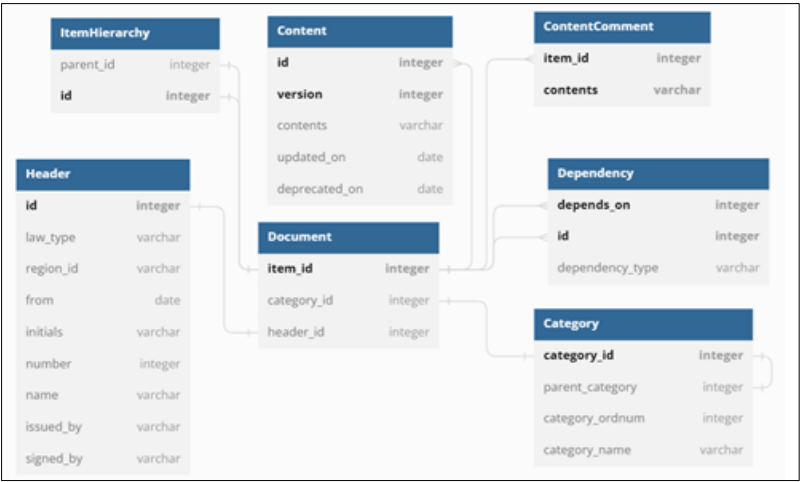 ItemHierarchy
parent_id integer
id integer
Content
id integer
version integer
contents varchar
updated_on date
deprecated_on date
ContentComment
item_id integer
contents varchar
Header
id integer
law_type varchar
region_id varchar
from date
initials varchar
number integer
name varchar
issued_by varchar
signed_by varchar
Document
item_id integer
category_id integer
header_id integer
Dependency
depends_on integer
id integer
dependency_type varchar
Category
category_id integer
parent_category integer
category_ordnum integer
category_name varchar